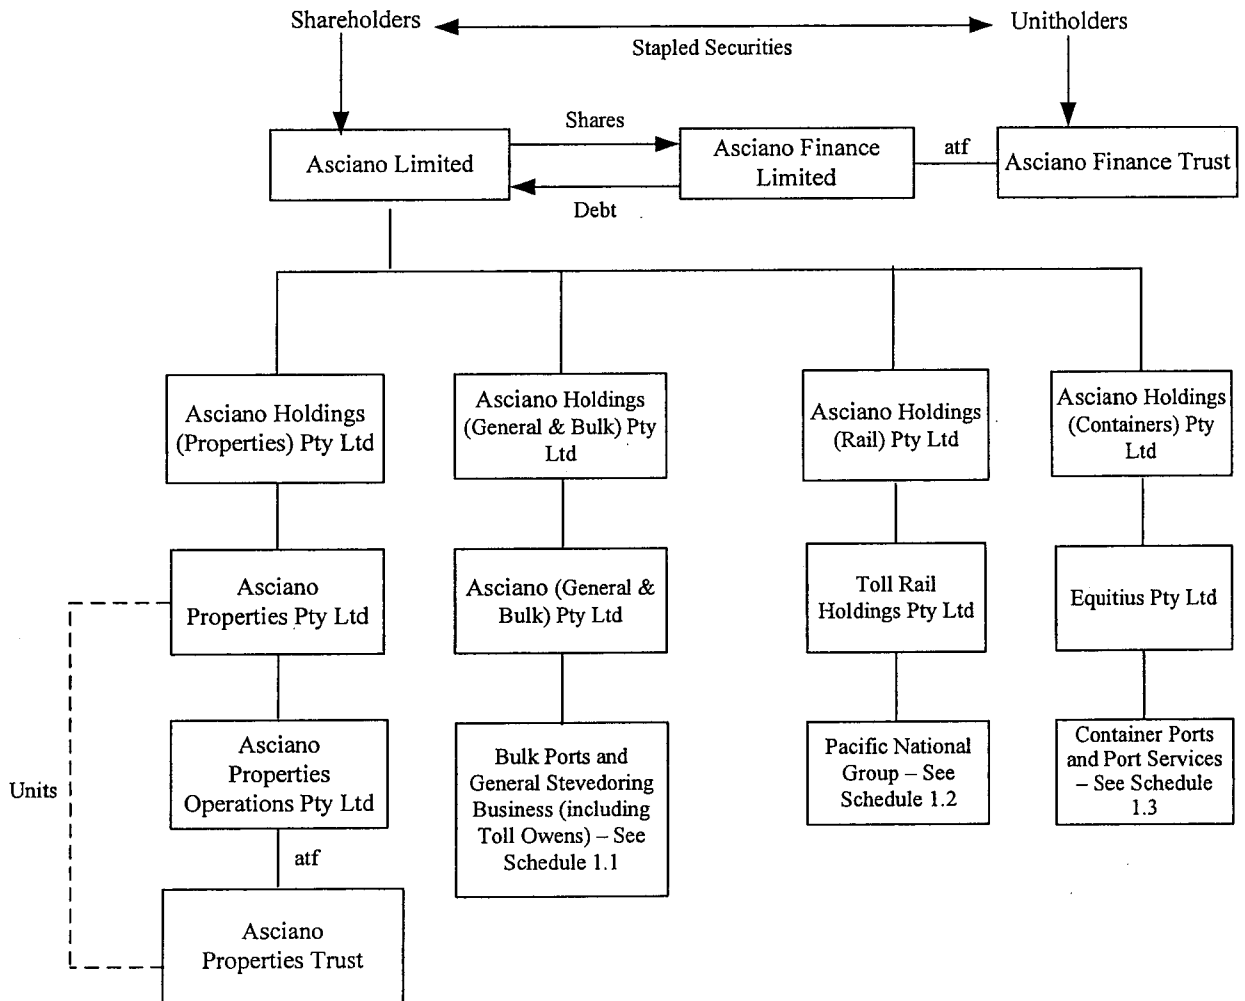 Shareholders
Unitholders
Stapled Securities
Shares
Asciano Limited
Asciano Finance
Limited
atf
Asciano Finance Trust
Debt
Asciano Holdings
(Properties) Pty Ltd
Asciano Holdings
(General & Bulk) Pty
Ltd
Asciano Holdings
(Rail) Pty Ltd
Asciano Holdings
(Containers) Pty
Ltd
Asciano
Properties Pty Ltd
Asciano (General &
Bulk) Pty Ltd
Toll Rail
Holdings Pty Ltd
Equitius Pty Ltd
Units
Asciano
Properties
Operations Pty Ltd
Bulk Ports and
General Stevedoring
Business (including
Toll Owens) – See
Schedule 1.1
Pacific National
Group – See
Schedule 1.2
Container Ports
and Port Services
– See Schedule
1.3
atf
Asciano
Properties Trust